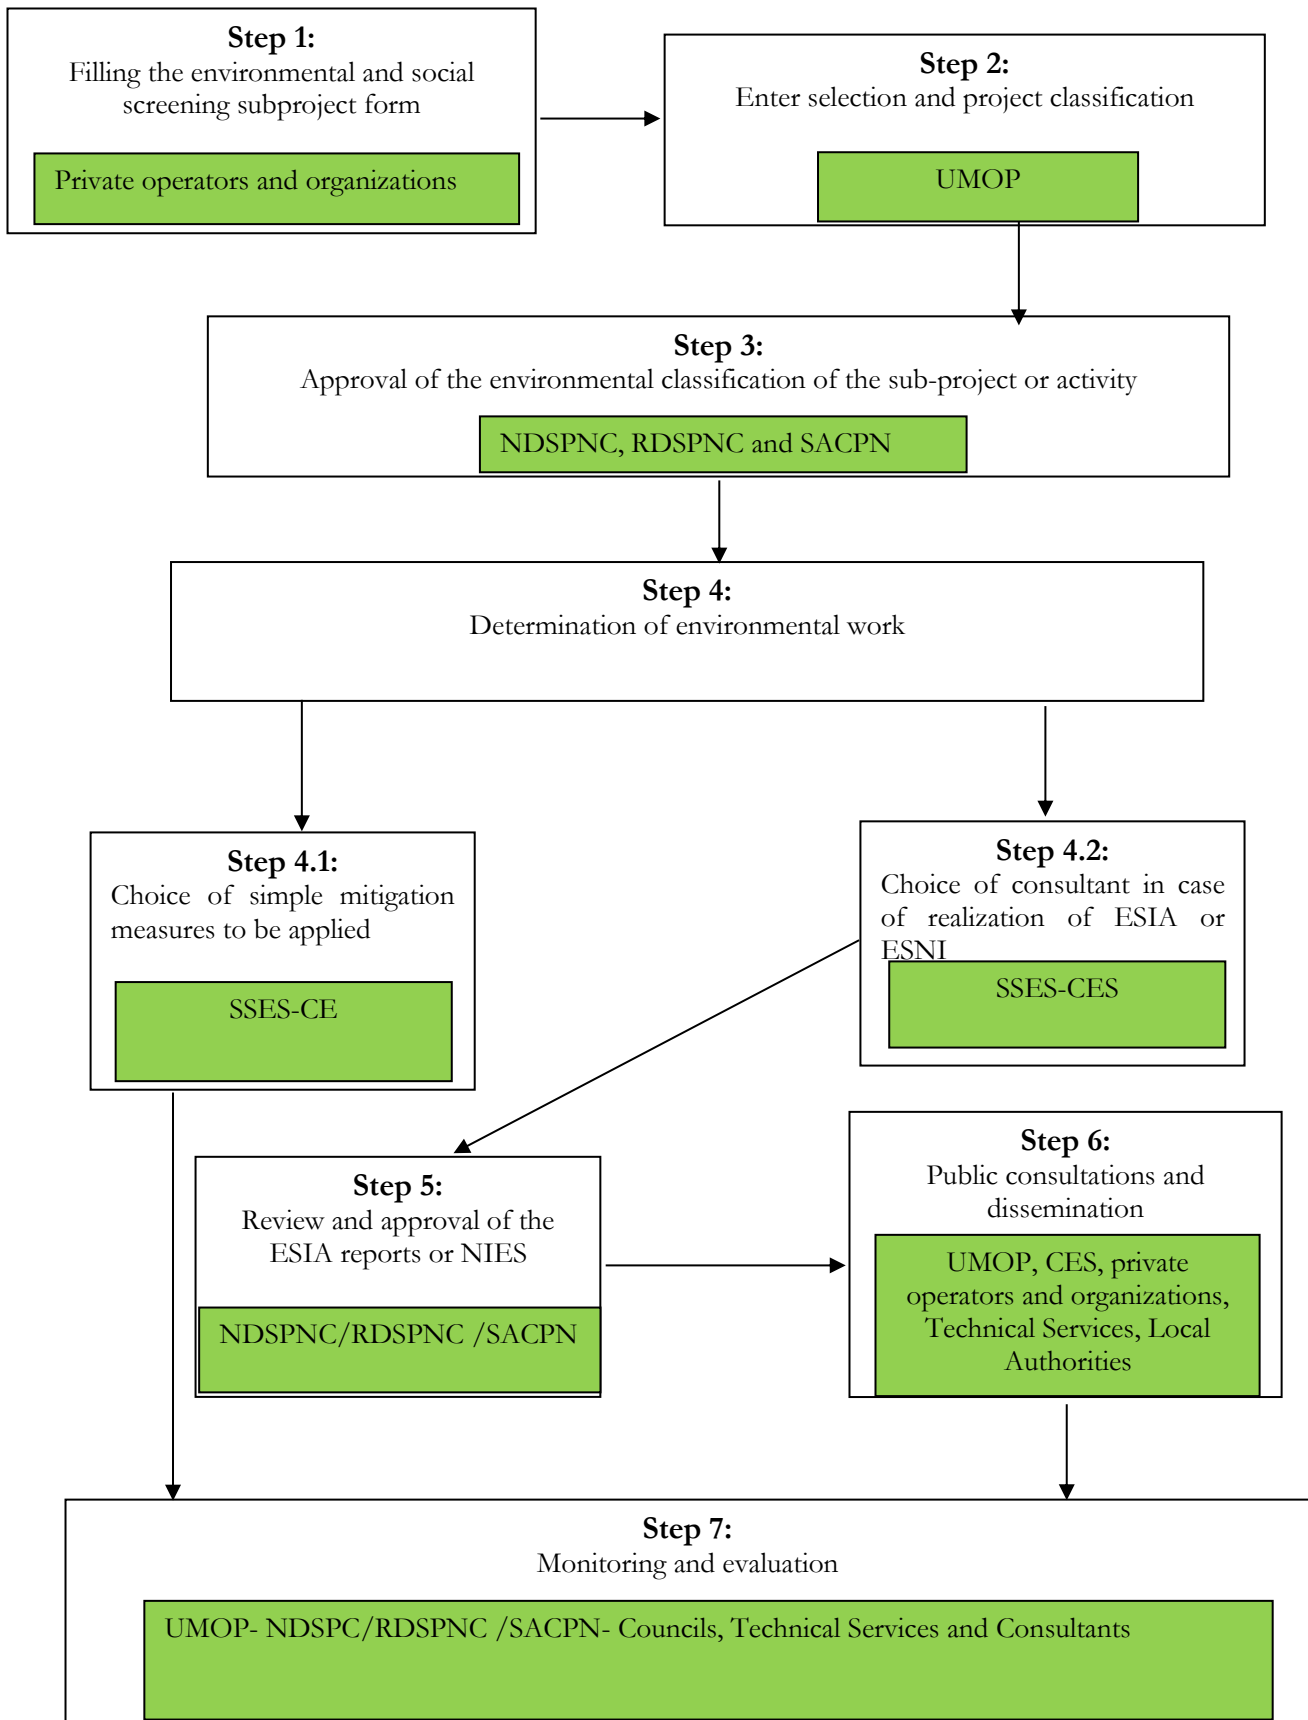 Step 1:
Filling the environmental and social
screening subproject form
Private operators and organizations
Step 2:
Enter selection and project classification
UMOP
Step 3:
Approval of the environmental classification of the sub-project or activity
NDSPNC, RDSPNC and SACPN
Step 4:
Determination of environmental work
Step 4.1:
Choice of simple mitigation
measures to be applied
SSES-CE
Step 4.2:
Choice of consultant in case
of realization of ESIA or
ESNI
SSES-CES
Step 5:
Review and approval of the
ESIA reports or NIES
NDSPNC/RDSPNC /SACPN
Step 6:
Public consultations and
dissemination
UMOP, CES, private
operators and organizations,
Technical Services, Local
Authorities
Step 7:
Monitoring and evaluation
UMOP- NDSPC/RDSPNC /SACPN- Councils, Technical Services and Consultants